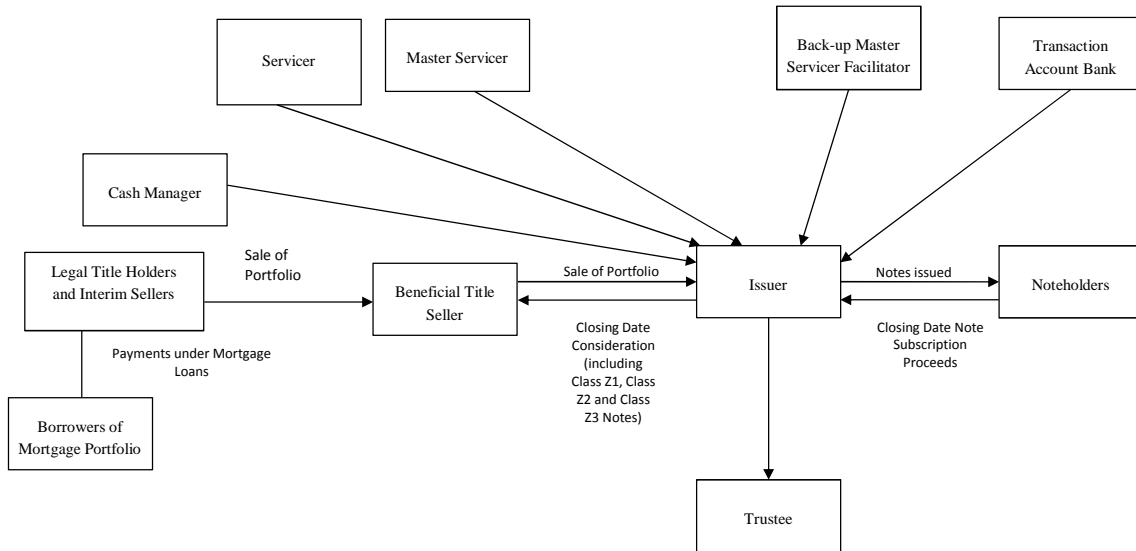 Servicer
Master Servicer
Back-up Master
Servicer Facilitator
Transaction
Account Bank
Cash Manager
Legal Title Holders
and Interim Sellers
Sale of
Portfolio
Beneficial Title
Seller
Sale of Portfolio
Issuer
Notes issued
Noteholders
Payments under Mortgage
Loans
Closing Date
Consideration
(including
Class Z1, Class
Z2 and Class
Z3 Notes)
Closing Date Note
Subscription
Proceeds
Borrowers of
Mortgage Portfolio
Trustee